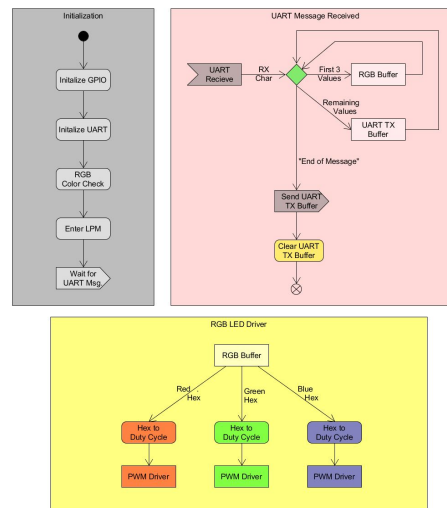 Initialization
Initalize GPIO
Initalize UART
RGB
Color Check
Enter LPM
Wait for
UART Msg.
UART Message Received
UART
Recieve
RX
Char
First 3
Values
RGB Buffer
Remaining
Values
UART TX
Buffer
"End of Message"
Send UART
TX Buffer
Clear UART
TX Buffer
RGB LED Driver
RGB Buffer
Red
Hex
Green
Hex
Blue
Hex
Hex to
Duty Cycle
Hex to
Duty Cycle
Hex to
Duty Cycle
PWM Driver
PWM Driver
PWM Driver